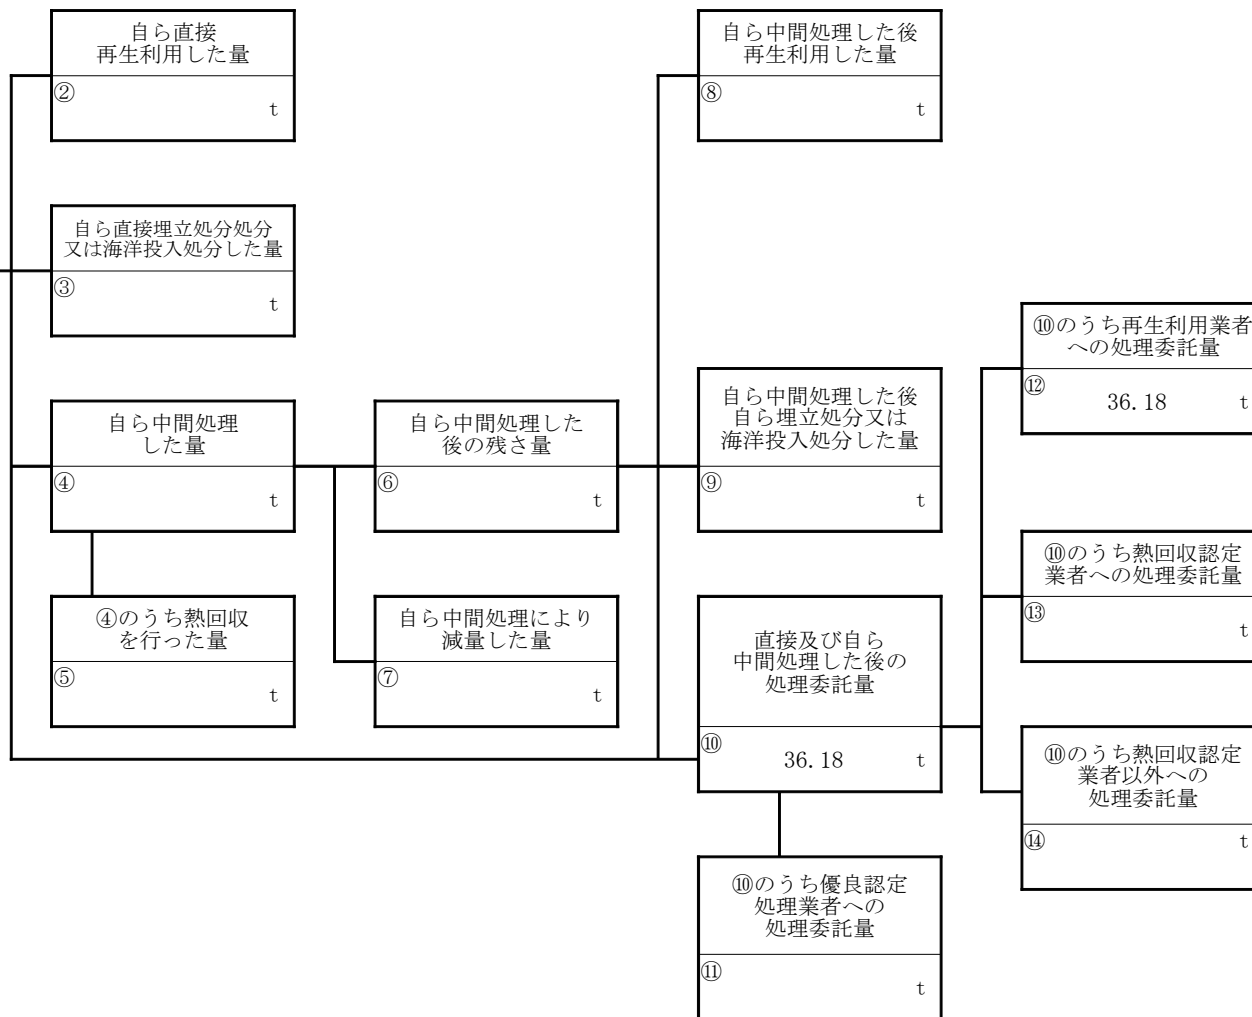 自ら直接
再生利用した量
②
t
自ら中間処理した後
再生利用した量
⑧
t
自ら直接埋立処分処分
又は海洋投入処分した量
③
t
⑩のうち再生利用業者
への処理委託量
⑫
36.18 t
自ら中間処理
した量
④
t
自ら中間処理した
後の残さ量
⑥
t
自ら中間処理した後
自ら埋立処分又は
海洋投入処分した量
⑨
t
⑩のうち熱回収認定
業者への処理委託量
⑬
t
④のうち熱回収
を行った量
⑤
t
自ら中間処理により
減量した量
⑦
t
直接及び自ら
中間処理した後の
処理委託量
⑩
36.18 t
⑩のうち熱回収認定
業者以外への
処理委託量
⑭
t
⑩のうち優良認定
処理業者への
処理委託量
⑪
t